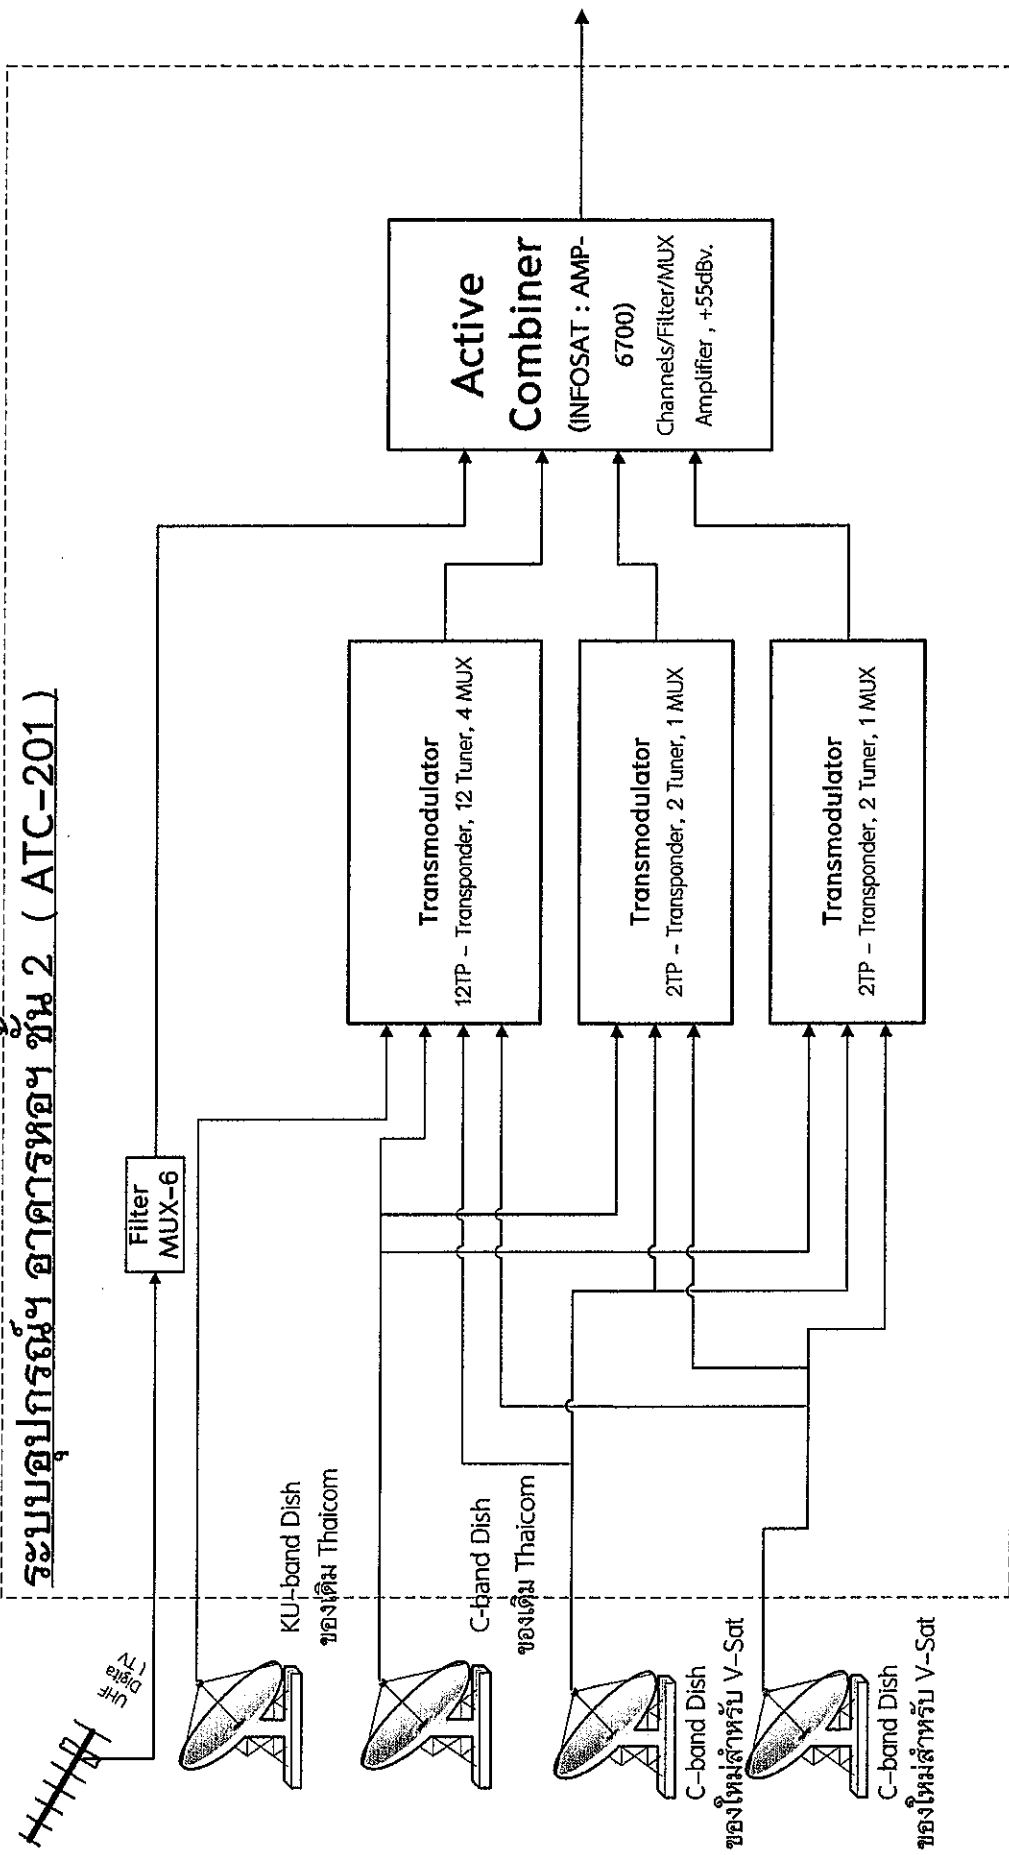 ระบบอุปกรณ์ฯ อาคารหอฯ ชั้น 2 ( ATC-201 )
UHF
Digita
l TV
Filter
MUX-6
KU-band Dish
ของเดิม Thaicom
C-band Dish
ของเดิม Thaicom
C-band Dish
ของใหม่สำหรับ V-Sat
C-band Dish
ของใหม่สำหรับ V-Sat
Transmodulator
12TP - Transponder, 12 Tuner, 4 MUX
Transmodulator
2TP - Transponder, 2 Tuner, 1 MUX
Transmodulator
2TP - Transponder, 2 Tuner, 1 MUX
Active
Combiner
(INFOSAT : AMP-
6700)
Channels/Filter/MUX
Amplifier , +55dBv.